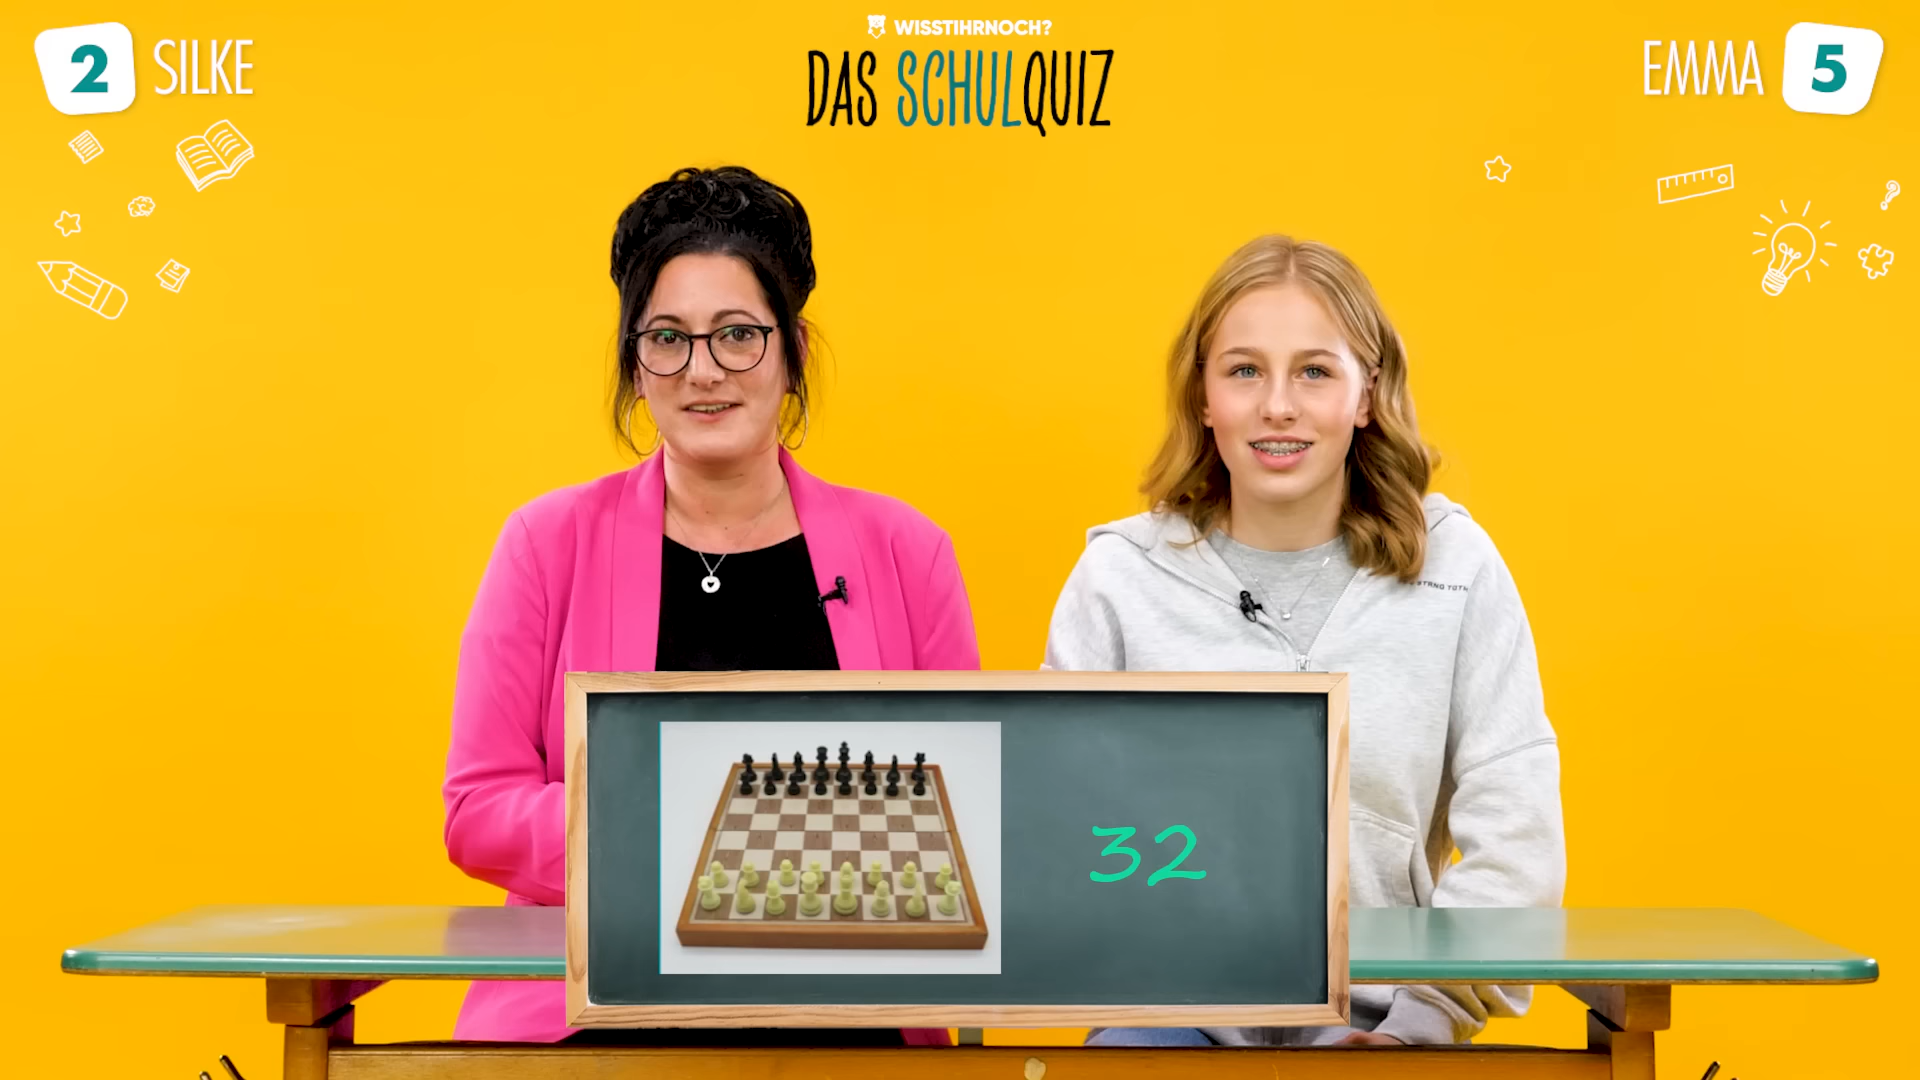 2 SILKE
WISSTIHRNOCH?
DAS SCHULQUIZ
EMMA 5
32